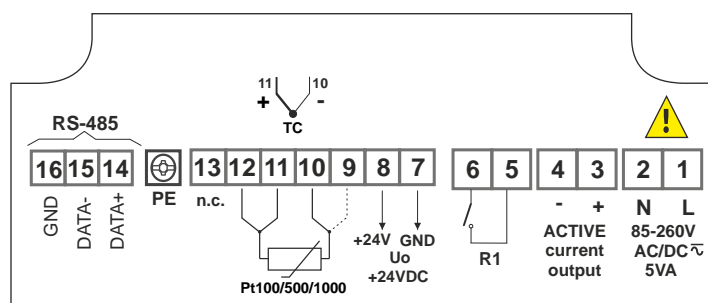 11 10
+ -
TC
RS-485
16 15 14
PE
13 12 11 10 9 8 7
6 5
4 3
2 1
GND
DATA-
DATA+
n.c.
Pt100/500/1000
+24V GND
Uo
+24VDC
R1
- +
ACTIVE
current
output
N L
85-260V
AC/DC
5VA